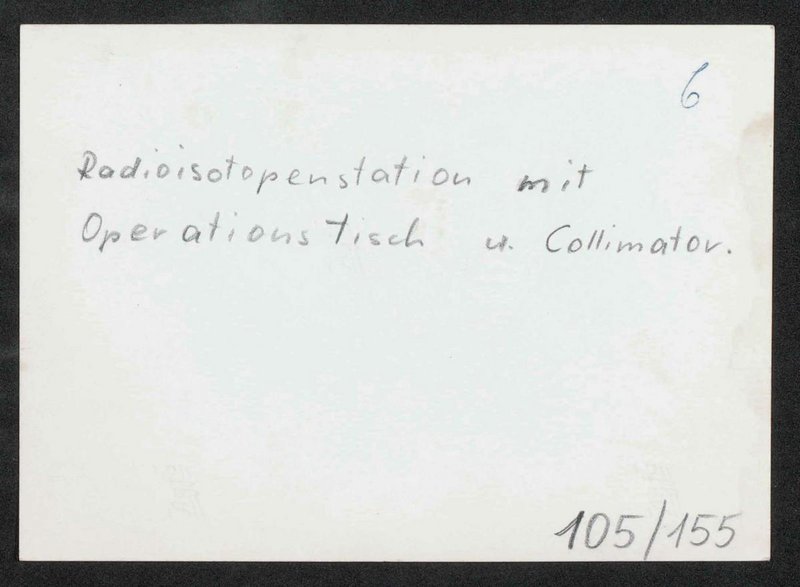 6
Radioisotopenstation mit
Operationstisch u. Collimator.
105/155